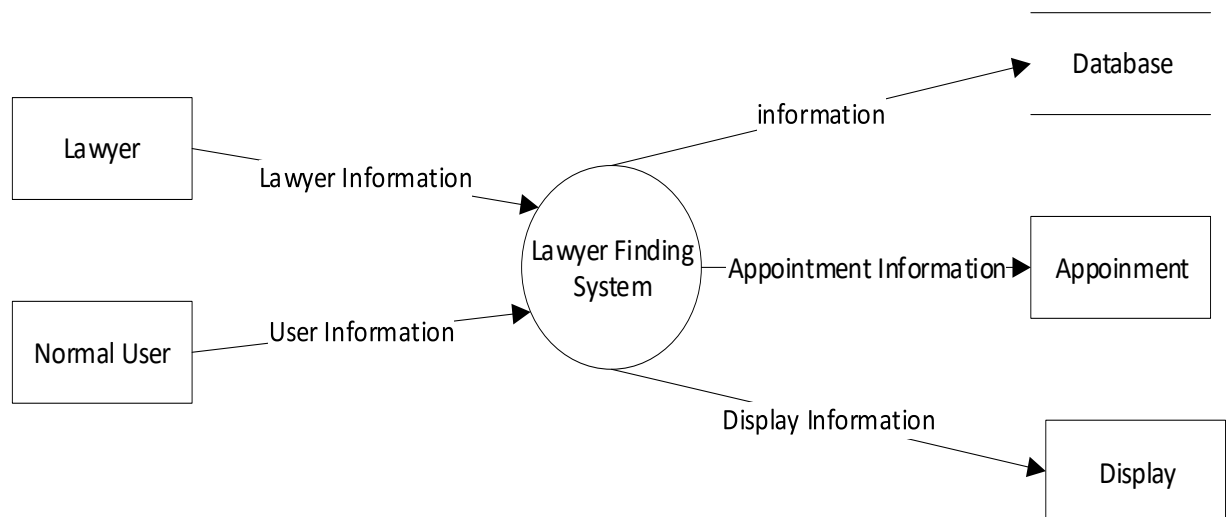 Database
information
Lawyer
Lawyer Information
Lawyer Finding
System
Appointment Information
Appoinment
User Information
Normal User
Display Information
Display